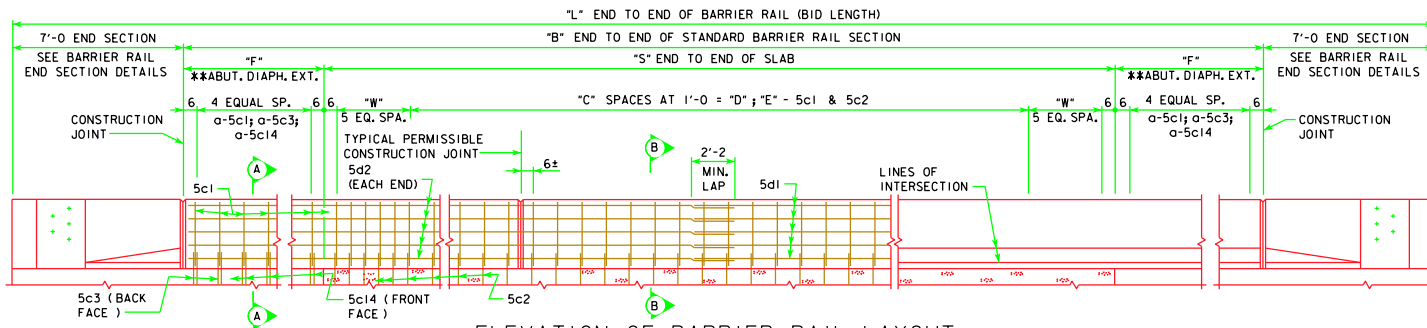 "L" END TO END OF BARRIER RAIL (BID LENGTH)
7'-0 END SECTION
"B" END TO END OF STANDARD BARRIER RAIL SECTION
7'-0 END SECTION
SEE BARRIER RAIL
END SECTION DETAILS
"F"
**ABUT. DIAPH. EXT.
"S" END TO END OF SLAB
"F"
**ABUT. DIAPH. EXT.
SEE BARRIER RAIL
END SECTION DETAILS
6
4 EQUAL SP.
a-5c1; a-5c3;
a-5c14
6
6
"W"
5 EQ. SPA.
"C" SPACES AT 1'-0 = "D" ; "E" - 5c1 & 5c2
"W"
5 EQ. SPA.
6
6
4 EQUAL SP.
a-5c1; a-5c3;
a-5c14
6
CONSTRUCTION
JOINT
TYPICAL PERMISSIBLE
CONSTRUCTION JOINT
CONSTRUCTION
JOINT
A
5d2
(EACH END)
6±
B
2'-2
MIN.
LAP
5d1
LINES OF
INTERSECTION
5c1
5c3 ( BACK
FACE )
A
5c14 ( FRONT
FACE )
5c2
B
ELEVATION OF BARRIER RAIL LAYOUT